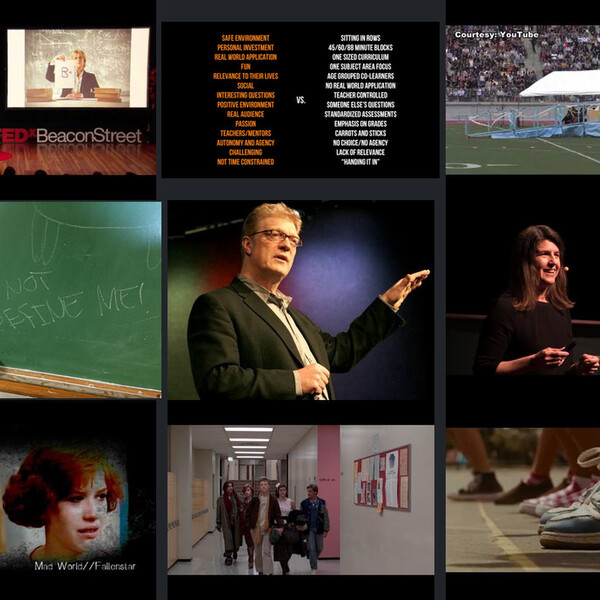 B+
TEDxBeaconStreet
SAFE ENVIRONMENT
PERSONAL INVESTMENT
REAL WORLD APPLICATION
FUN
RELEVANCE TO THEIR LIVES
SOCIAL
INTERESTING QUESTIONS
POSITIVE ENVIRONMENT
REAL AUDIENCE
PASSION
TEACHERS/MENTORS
AUTONOMY AND AGENCY
CHALLENGING
NOT TIME CONSTRAINED
VS.
SITTING IN ROWS
45/60/88 MINUTE BLOCKS
ONE SIZED CURRICULUM
ONE SUBJECT AREA FOCUS
AGE GROUPED CO-LEARNERS
NO REAL WORLD APPLICATION
TEACHER CONTROLLED
SOMEONE ELSE'S QUESTIONS
STANDARDIZED ASSESSMENTS
EMPHASIS ON GRADES
CARROTS AND STICKS
NO CHOICE/NO AGENCY
LACK OF RELEVANCE
"HANDING IT IN"
Courtesy: YouTube
NOT
DEFINE ME!
Mad World//Fallenstar